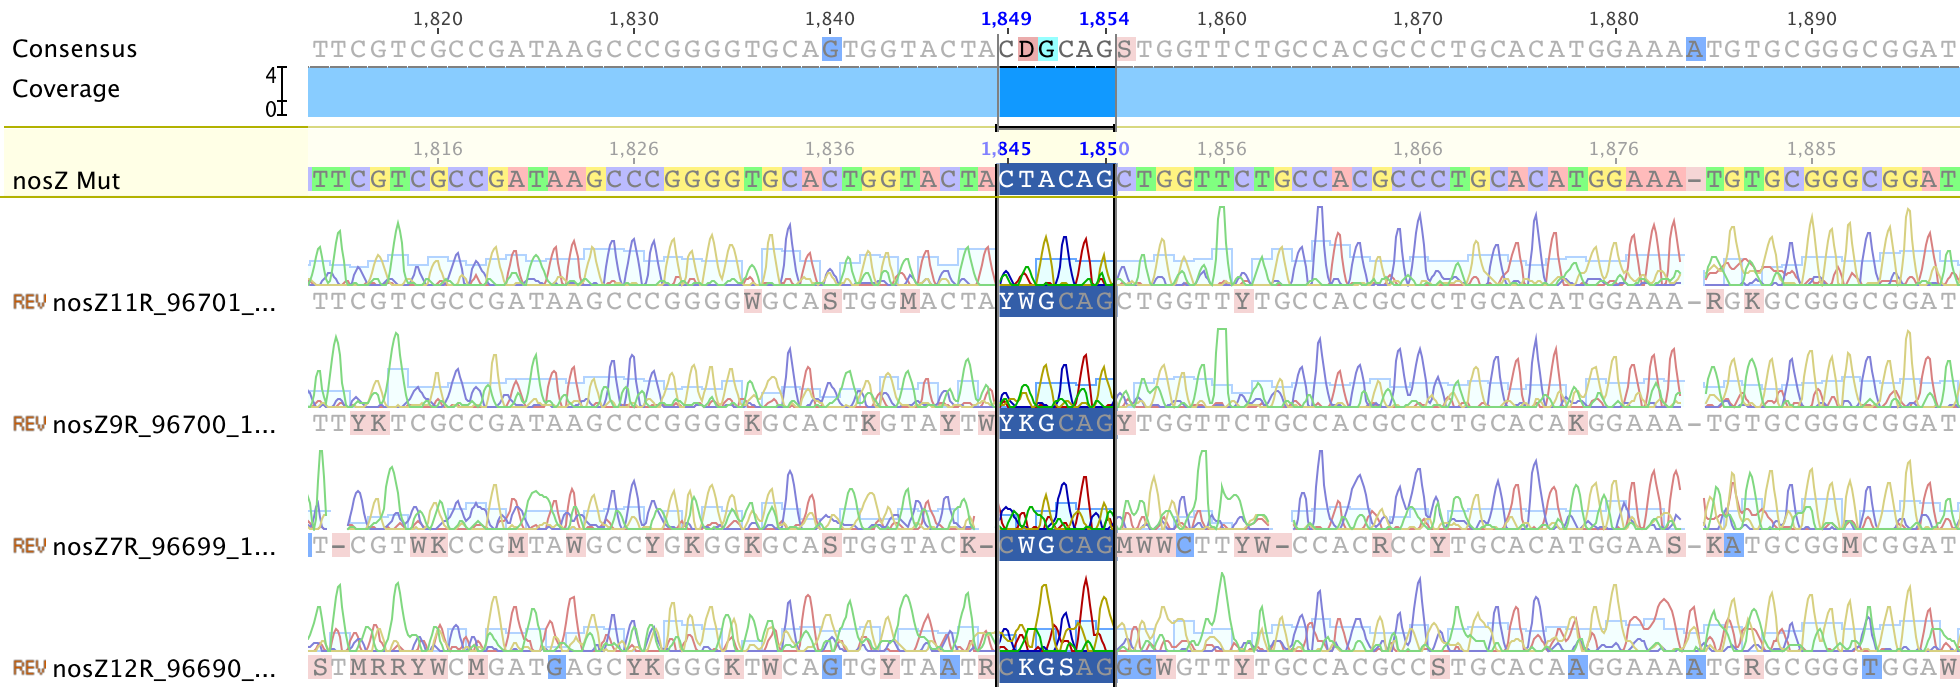 1,820 1,830 1,840 1,849 1,854 1,860 1,870 1,880 1,890
Consensus TTCGTCGCCGATAAGCCCGGGGTGCAGTGGTACTACDGCAGSTGGTTCTGCCACGCCCTGCACATGGAAAATGTGCGGGCGGAT
4
Coverage
0
1,816 1,826 1,836 1,845 1,850 1,856 1,866 1,876 1,885
nosZ Mut TTCGTCGCCGATAAGCCCGGGGTGCACTGGTACTACTACAGCTGGTTCTGCCACGCCCTGCACATGGAAA-TGTGCGGGCGGAT
REV nosZ11R_96701_... TTCGTCGCCGATAAGCCCGGGGWGCASTGGMACTAYWGCAGCTGGTTYTGCCACGCCCTGCACATGGAAA-RGKGCGGGCGGAT
REV nosZ9R_96700_1... TTYKTCGCCGATAAGCCCGGGGKGCACTKGTAYTWYKGCAGYTGGTTCTGCCACGCCCTGCACAKGGAAA-TGTGCGGGCGGAT
REV nosZ7R_96699_1... T-CGTWKCCGMTAWGCCYGKGGKGCASTGGTACK-CWGCAGMWWCTTYW-CCACRCCYTGCACATGGAAS-KATGCGGMCGGAT
REV nosZ12R_96690_... STMRRYWCMGATGAGCYKGGGKTWCAGTGYTAATRCKGSAGGGWGTTYTGCCACGCCSTGCACAAGGAAAATGRGCGGGTGGAW